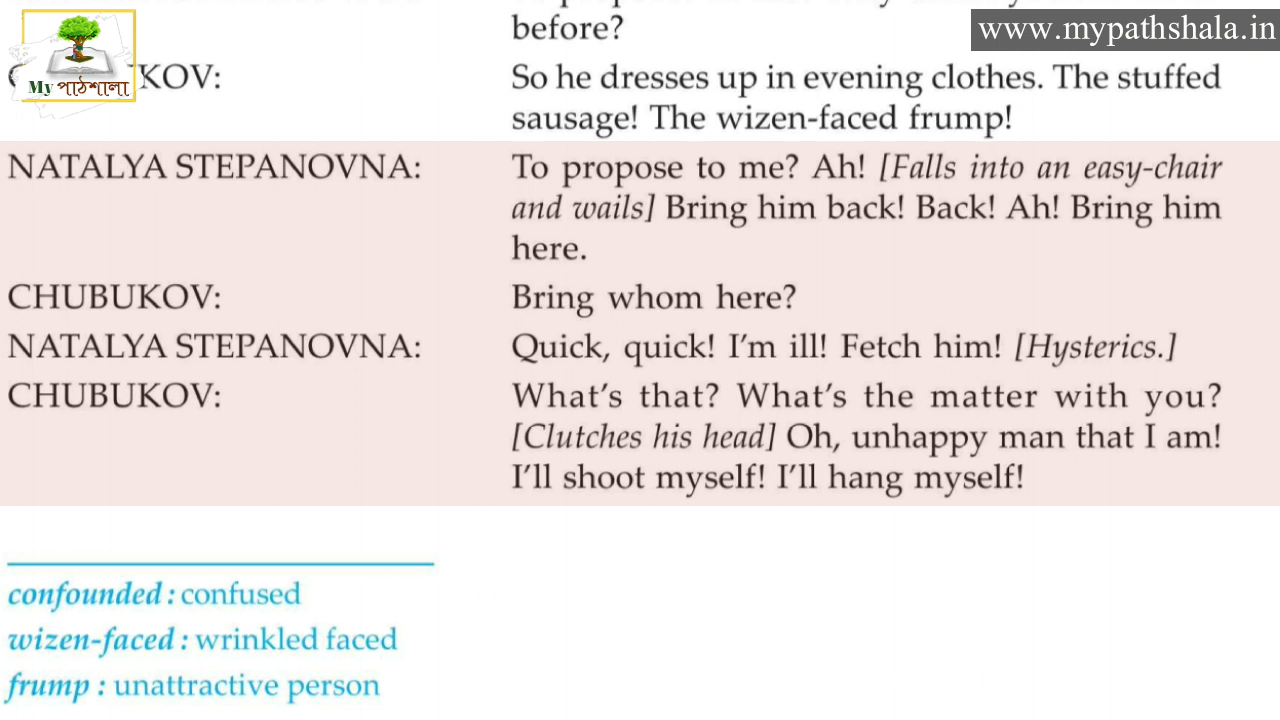 before?
www.mypathshala.in
My পাঠশালা
KOV: So he dresses up in evening clothes. The stuffed
sausage! The wizen-faced frump!
NATALYA STEPANOVNA: To propose to me? Ah! [Falls into an easy-chair
and wails] Bring him back! Back! Ah! Bring him
here.
CHUBUKOV: Bring whom here?
NATALYA STEPANOVNA: Quick, quick! I'm ill! Fetch him! [Hysterics.]
CHUBUKOV: What's that? What's the matter with you?
[Clutches his head] Oh, unhappy man that I am!
I'll shoot myself! I'll hang myself!
confounded : confused
wizen-faced : wrinkled faced
frump : unattractive person